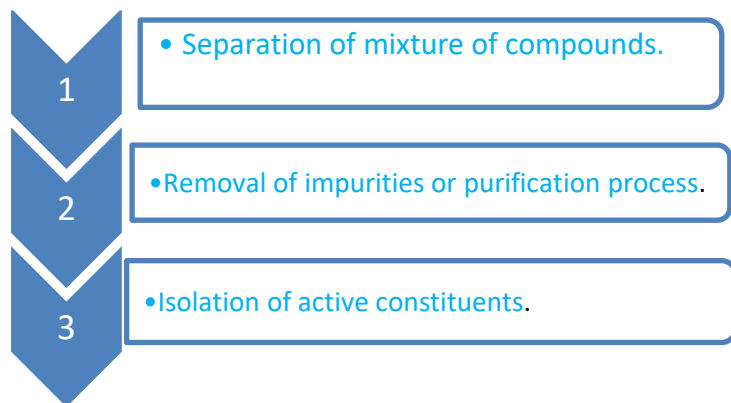 1
• Separation of mixture of compounds.
2
•Removal of impurities or purification process.
3
•Isolation of active constituents.